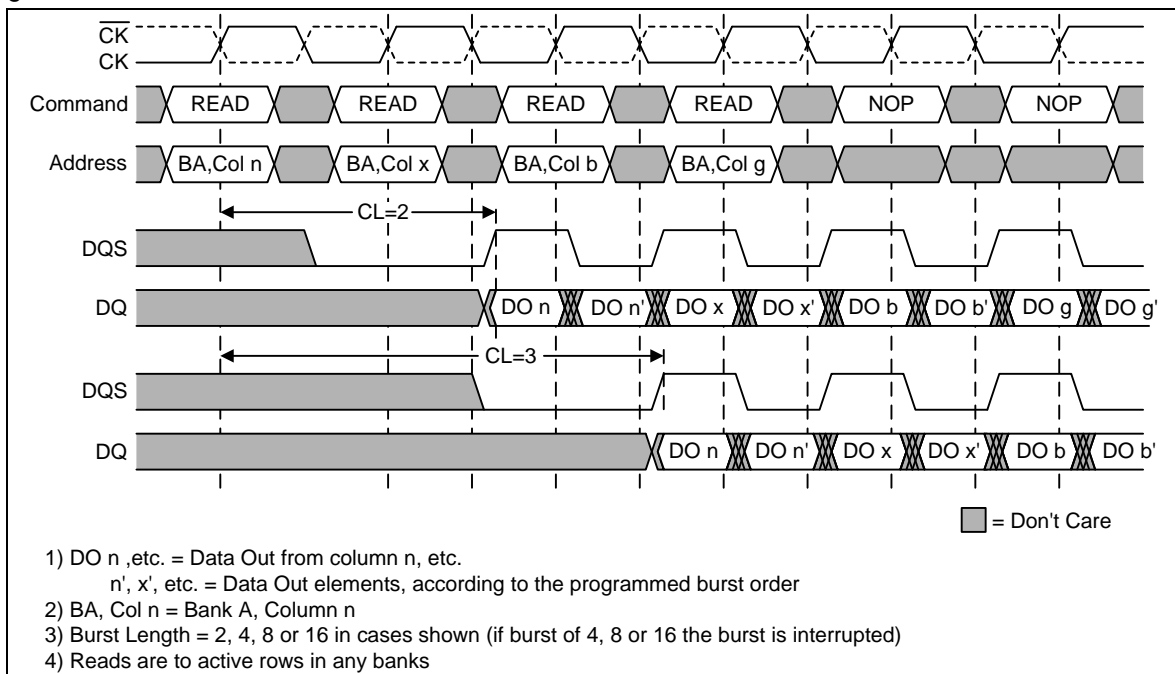 CK
CK
Command READ READ READ READ NOP NOP
Address BA,Col n BA,Col x BA,Col b BA,Col g
CL=2
DQS
DQ DO n DO n' DO x DO x' DO b DO b' DO g DO g'
CL=3
DQS
DQ DO n DO n' DO x DO x' DO b DO b'
= Don't Care
1) DO n ,etc. = Data Out from column n, etc.
n', x', etc. = Data Out elements, according to the programmed burst order
2) BA, Col n = Bank A, Column n
3) Burst Length = 2, 4, 8 or 16 in cases shown (if burst of 4, 8 or 16 the burst is interrupted)
4) Reads are to active rows in any banks